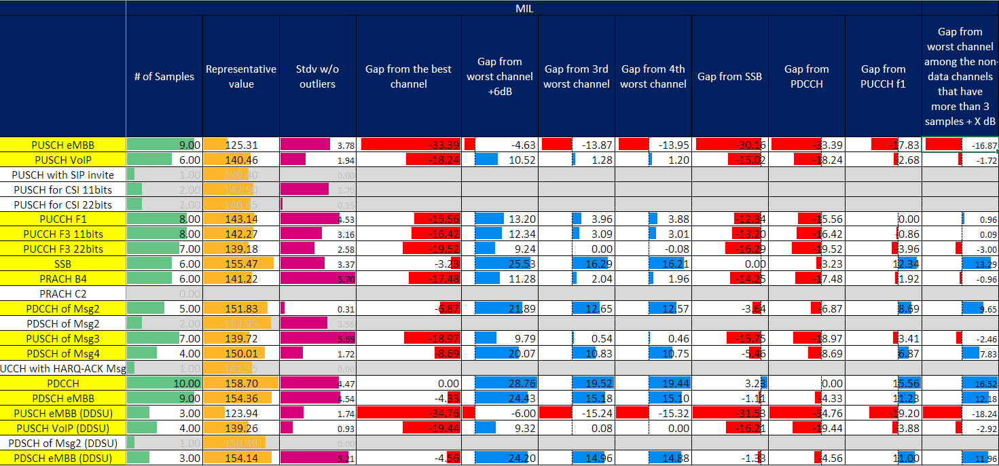 MIL
# of Samples
Representative value
Stdv w/o outliers
Gap from the best channel
Gap from worst channel +6dB
Gap from 3rd worst channel
Gap from 4th worst channel
Gap from SSB
Gap from PDCCH
Gap from PUCCH f1
Gap from worst channel among the non-data channels that have more than 3 samples + X dB
PUSCH eMBB 9.00 125.31 3.78 -33.39 -4.63 -13.87 -13.95 -30.16 -33.39 -17.83 -16.87
PUSCH VoIP 6.00 140.46 1.94 -18.24 10.52 1.28 1.20 -15.02 -18.24 -2.68 -1.72
PUSCH with SIP invite 1.00 139.40 0.00
PUSCH for CSI 11bits 2.00 142.50 3.70
PUSCH for CSI 22bits 2.00 140.45 0.15
PUCCH F1 8.00 143.14 4.53 -15.56 13.20 3.96 3.88 -12.34 -15.56 0.00 0.96
PUCCH F3 11bits 8.00 142.27 3.16 -16.42 12.34 3.09 3.01 -13.20 -16.42 -0.86 0.09
PUCCH F3 22bits 7.00 139.18 2.58 -19.52 9.24 0.00 -0.08 -16.29 -19.52 -3.96 -3.00
SSB 6.00 155.47 3.37 -3.23 25.53 16.29 16.21 0.00 -3.23 12.34 13.29
PRACH B4 6.00 141.22 5.70 -17.48 11.28 2.04 1.96 -14.25 -17.48 -1.92 -0.96
PRACH C2 0.00
PDCCH of Msg2 5.00 151.83 0.31 -6.87 21.89 12.65 12.57 -3.64 -6.87 8.69 9.65
PDSCH of Msg2 2.00 3.56
PUSCH of Msg3 7.00 139.72 5.69 -18.97 9.79 0.54 0.46 -15.75 -18.97 -3.41 -2.46
PDSCH of Msg4 4.00 150.01 1.72 -8.69 20.07 10.83 10.75 -5.46 -8.69 6.87 7.83
UCCH with HARQ-ACK Msg 1.00 141.35 0.00
PDCCH 10.00 158.70 4.47 0.00 28.76 19.52 19.44 3.23 0.00 15.56 16.52
PDSCH eMBB 9.00 154.36 4.54 -4.33 24.43 15.18 15.10 -1.11 -4.33 11.23 12.18
PUSCH eMBB (DDSU) 3.00 123.94 1.74 -34.76 -6.00 -15.24 -15.32 -31.53 -34.76 -19.20 -18.24
PUSCH VoIP (DDSU) 4.00 139.26 0.93 -19.44 9.32 0.08 0.00 -16.21 -19.44 -3.88 -2.92
PDSCH of Msg2 (DDSU) 1.00 150.39 0.00
PDSCH eMBB (DDSU) 3.00 154.14 5.21 -4.56 24.20 14.96 14.88 -1.33 -4.56 11.00 11.96